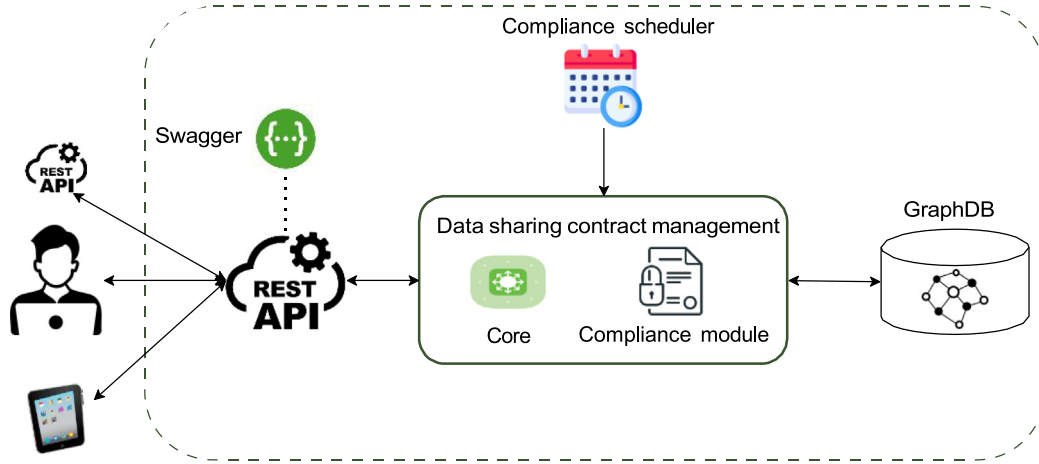 Compliance scheduler
Swagger
{···}
REST
API
REST
API
Data sharing contract management
Core
Compliance module
GraphDB